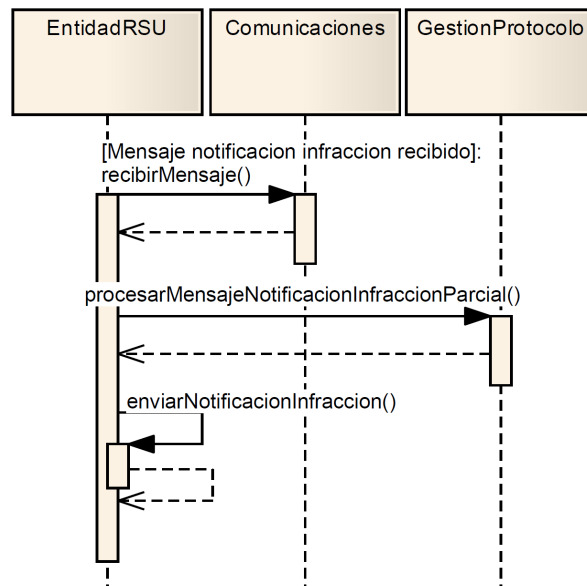 EntidadRSU
Comunicaciones
GestionProtocolo
[Mensaje notificacion infraccion recibido]:
recibirMensaje()
procesarMensajeNotificacionInfraccionParcial()
enviarNotificacionInfraccion()